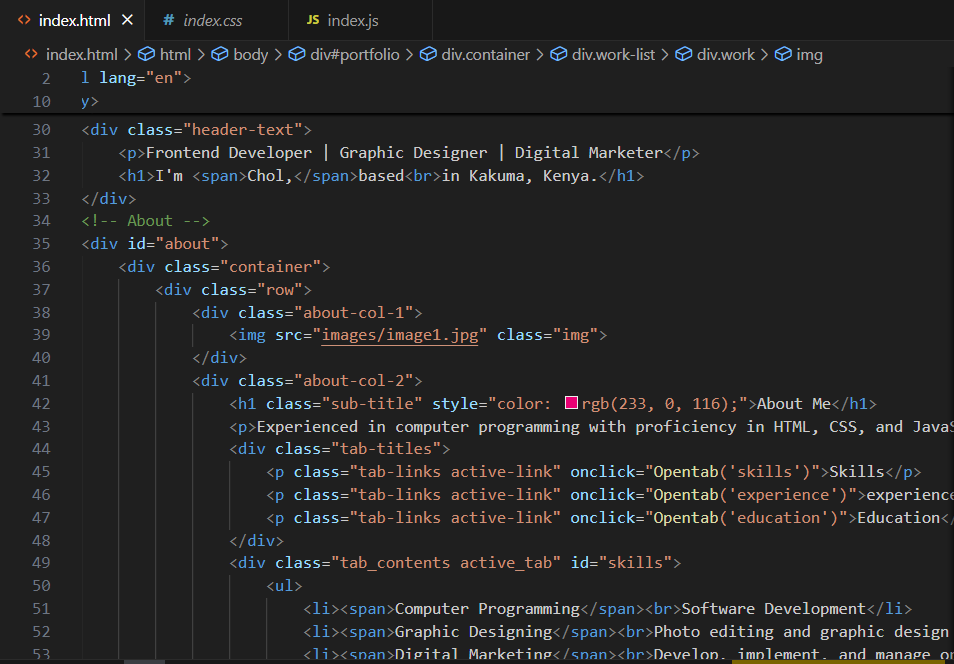 <> index.html × # index.css JS index.js
<> index.html > html > body > div#portfolio > div.container > div.work-list > div.work > img
2 l lang="en">
10 y>
30 <div class="header-text">
31 <p>Frontend Developer | Graphic Designer | Digital Marketer</p>
32 <h1>I'm <span>Chol,</span>based<br>in Kakuma, Kenya.</h1>
33 </div>
34 <!-- About -->
35 <div id="about">
36 <div class="container">
37 <div class="row">
38 <div class="about-col-1">
39 <img src="images/image1.jpg" class="img">
40 </div>
41 <div class="about-col-2">
42 <h1 class="sub-title" style="color: rgb(233, 0, 116);">About Me</h1>
43 <p>Experienced in computer programming with proficiency in HTML, CSS, and JavaS
44 <div class="tab-titles">
45 <p class="tab-links active-link" onclick="Opentab('skills')">Skills</p>
46 <p class="tab-links active-link" onclick="Opentab('experience')">experience
47 <p class="tab-links active-link" onclick="Opentab('education')">Education</
48 </div>
49 <div class="tab_contents active_tab" id="skills">
50 <ul>
51 <li><span>Computer Programming</span><br>Software Development</li>
52 <li><span>Graphic Designing</span><br>Photo editing and graphic design
53 <li><span>Digital Marketing</span><br>Develop, implement, and manage on